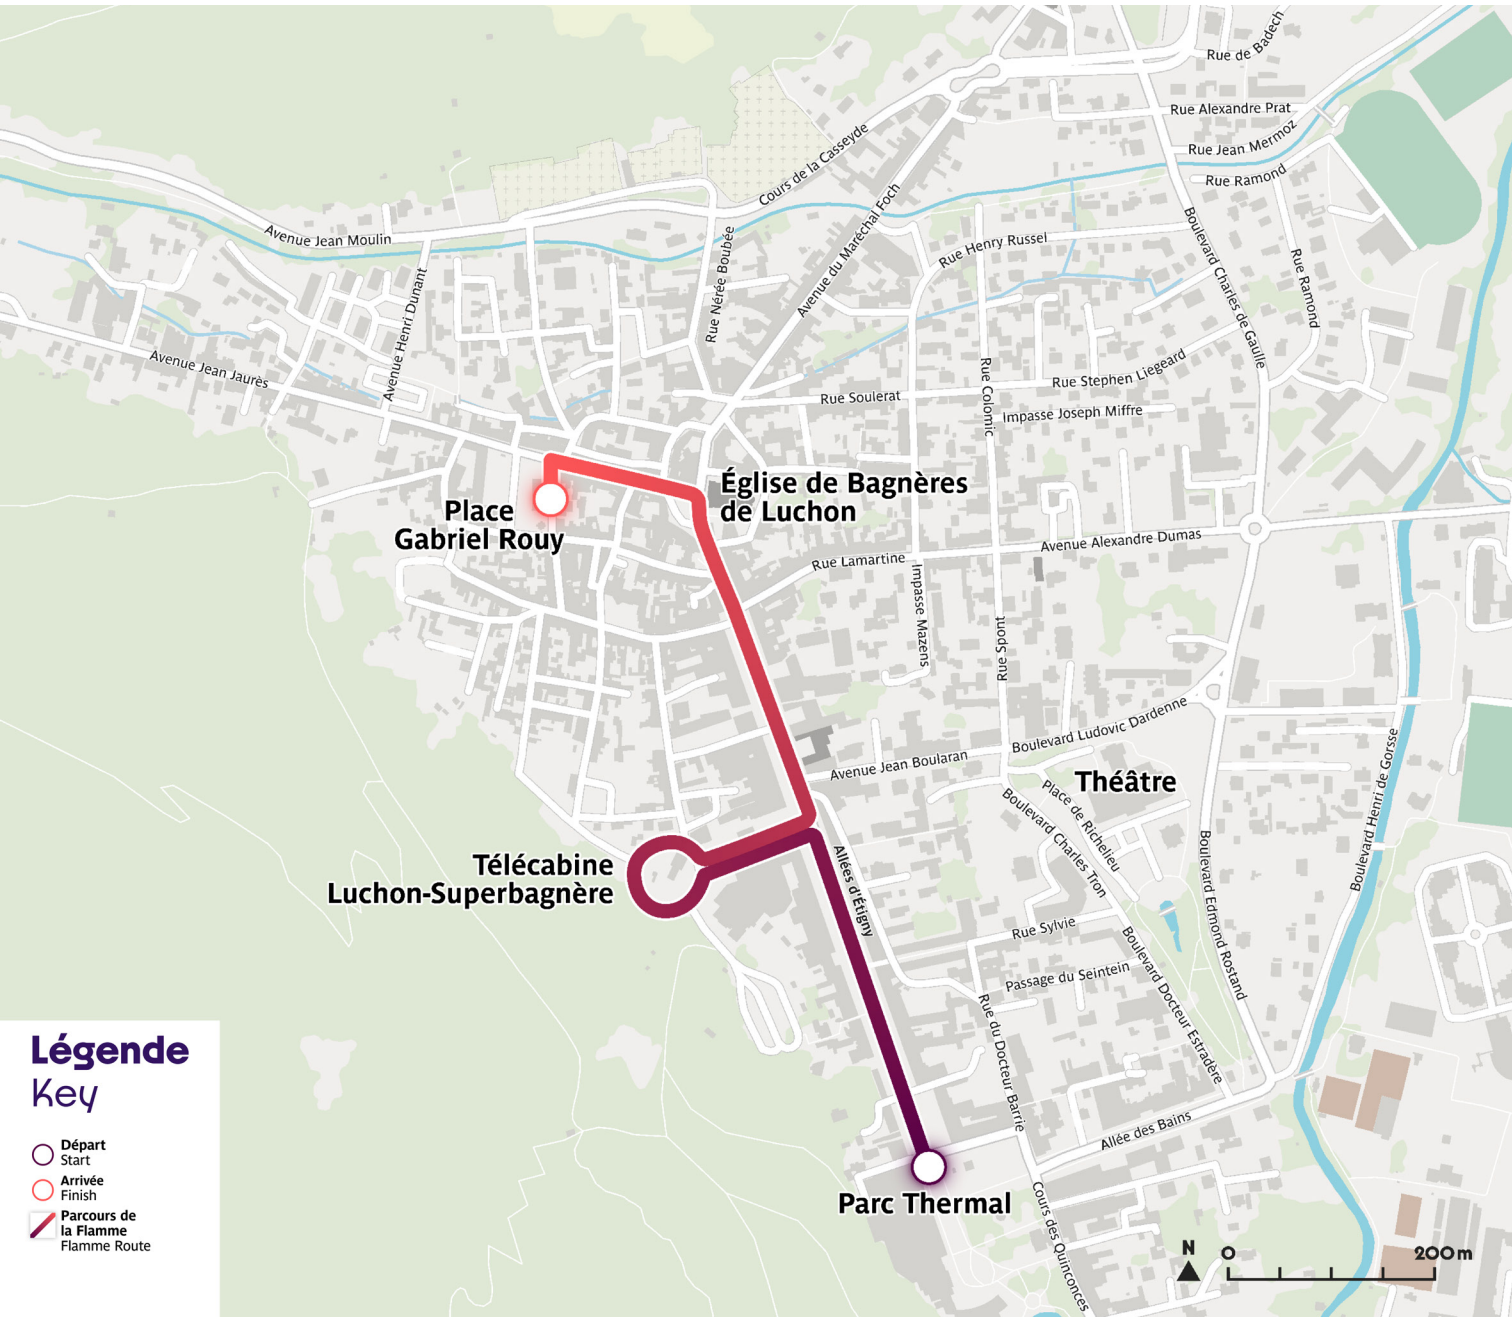 Rue de Badech
Rue Alexandre Prat
Rue Jean Mermoz
Rue Ramond
Cours de la Casseyde
Avenue du Maréchal Foch
Avenue Jean Moulin
Rue Nérée Boubée
Rue Henry Russel
Boulevard Charles de Gaulle
Rue Ramond
Avenue Henri Dunant
Avenue Jean Jaurès
Rue Soulerat
Rue Colomic
Rue Stephen Liegeard
Impasse Joseph Miffre
Église de Bagnères
de Luchon
Place
Gabriel Rouy
Rue Lamartine
Avenue Alexandre Dumas
Impasse Mazens
Rue Spont
Boulevard Ludovic Dardenne
Avenue Jean Boularan
Théâtre
Place de Richelieu
Boulevard Charles Tron
Boulevard Henri de Gorsse
Boulevard Edmond Rostand
Télécabine
Luchon-Superbagnère
Allées d'Étigny
Rue Sylvie
Passage du Seintein
Boulevard Docteur Estradère
Rue du Docteur Barrie
Allée des Bains
Parc Thermal
Cours des Quinconces
Légende
Key
Départ
Start
Arrivée
Finish
Parcours de
la Flamme
Flamme Route
N
0 200m